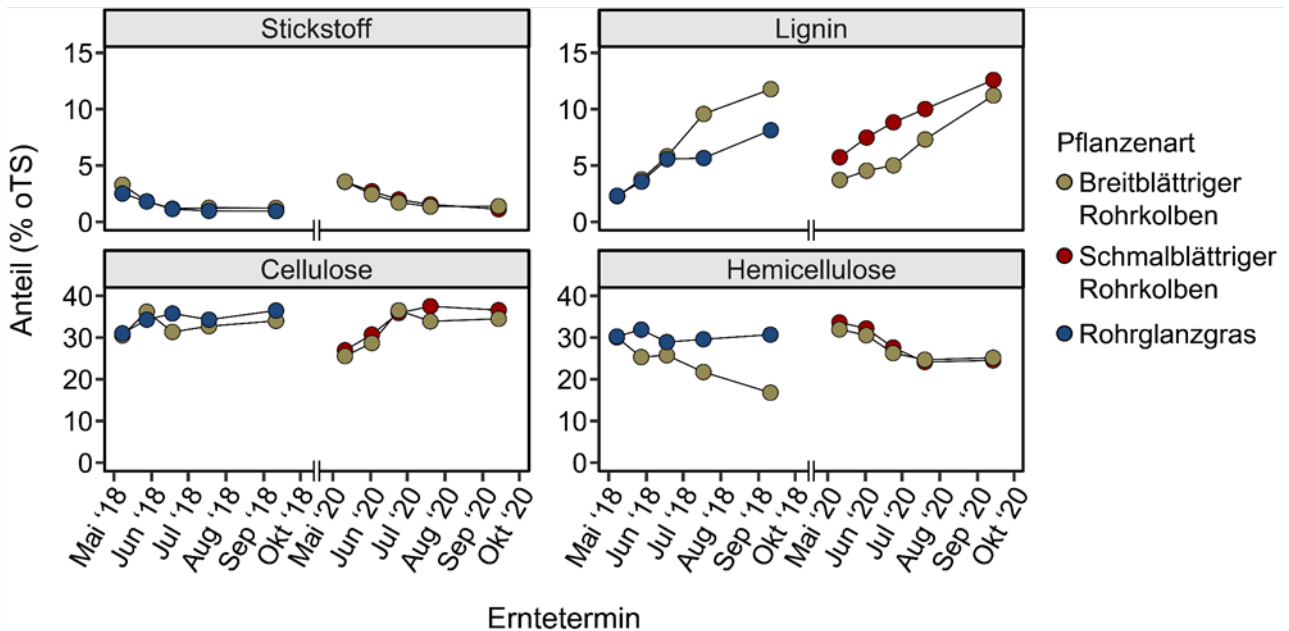 Stickstoff
Lignin
15
10
5
0
15
10
5
0
Cellulose
Hemicellulose
40
30
20
10
0
40
30
20
10
0
Anteil (% oTS)
Mai ‘18
Jun ‘18
Jul ‘18
Aug ‘18
Sep ‘18
Okt ‘18
Mai ‘20
Jun ‘20
Jul ‘20
Aug ‘20
Sep ‘20
Okt ‘20
Mai ‘18
Jun ‘18
Jul ‘18
Aug ‘18
Sep ‘18
Okt ‘18
Mai ‘20
Jun ‘20
Jul ‘20
Aug ‘20
Sep ‘20
Okt ‘20
Erntetermin
Pflanzenart
Breitblättriger
Rohrkolben
Schmalblättriger
Rohrkolben
Rohrglanzgras